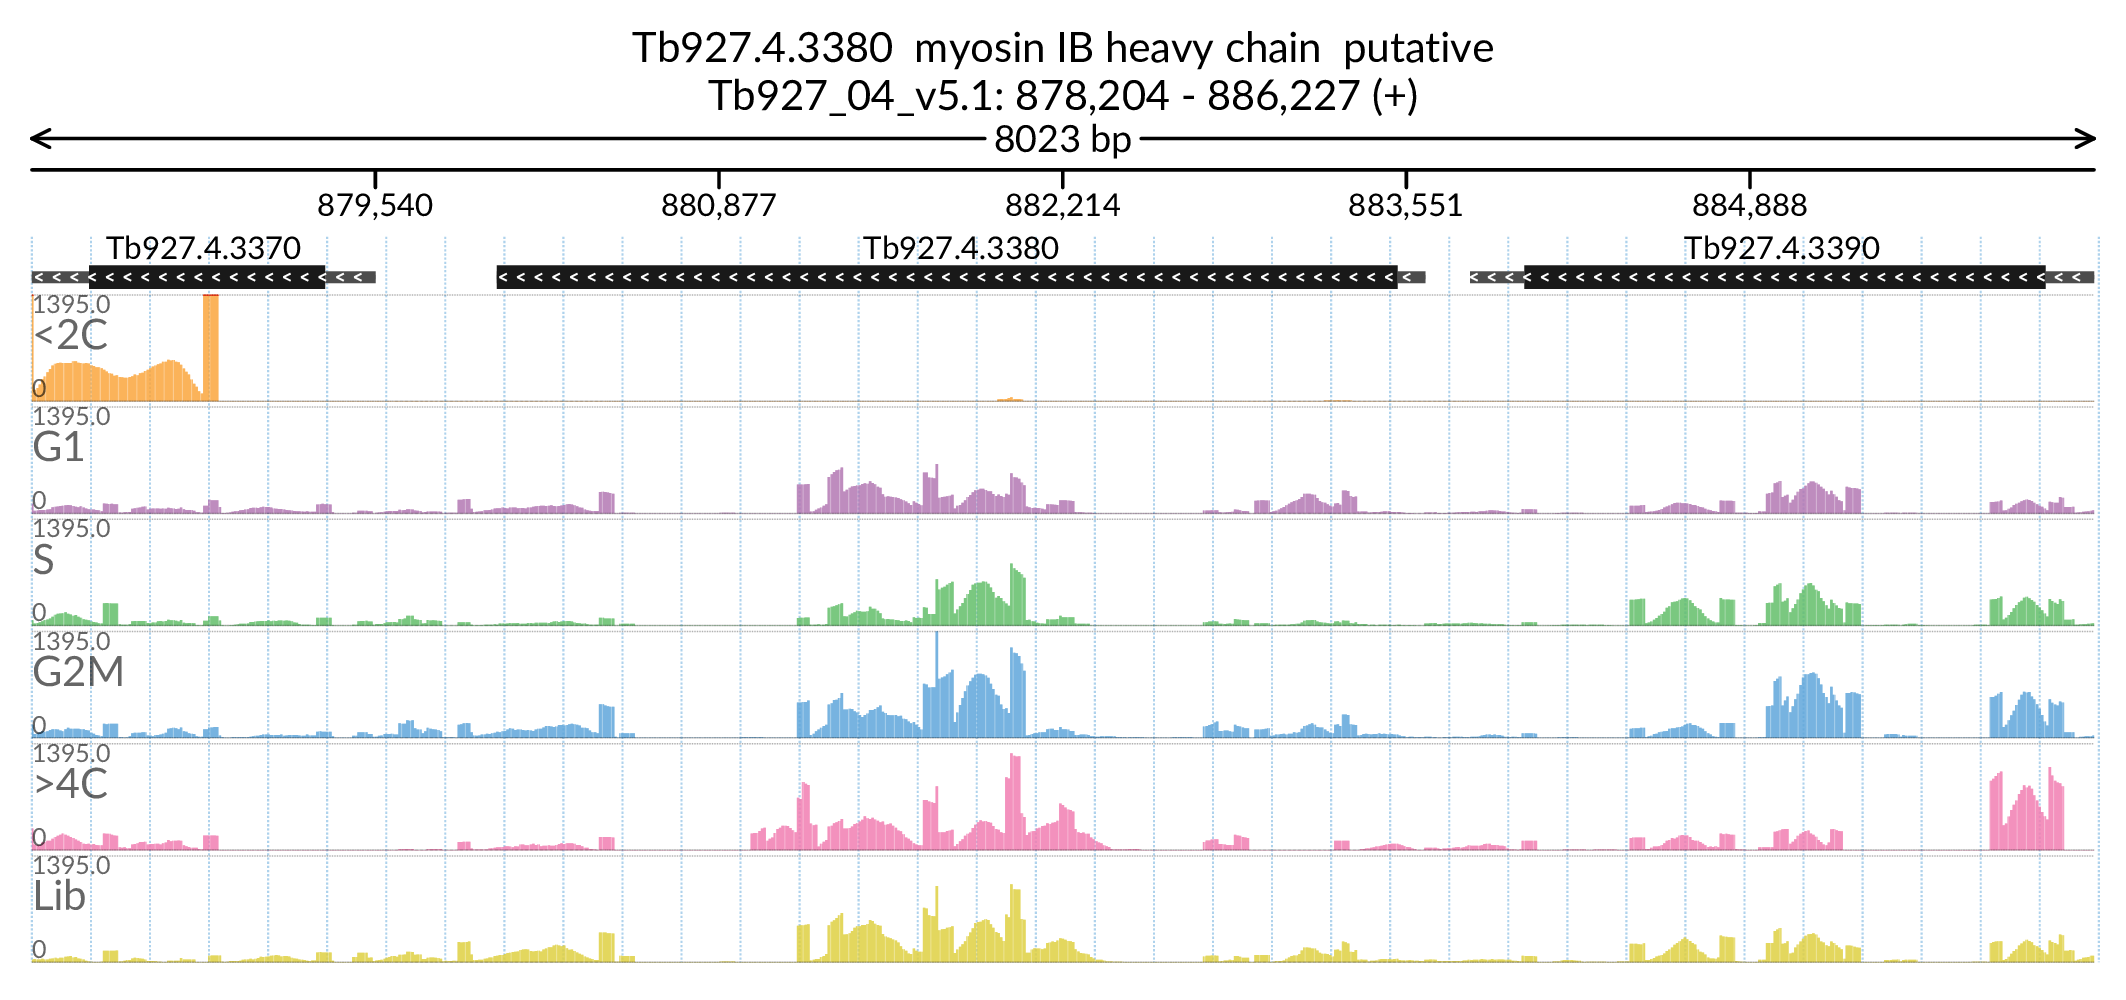 Tb927.4.3380  myosin IB heavy chain  putative
Tb927_04_v5.1: 878,204 - 886,227 (+)
8023 bp
879,540 880,877 882,214 883,551 884,888
Tb927.4.3370 Tb927.4.3380 Tb927.4.3390
1395.0
<2C
0
1395.0
G1
0
1395.0
S
0
1395.0
G2M
0
1395.0
>4C
0
1395.0
Lib
0